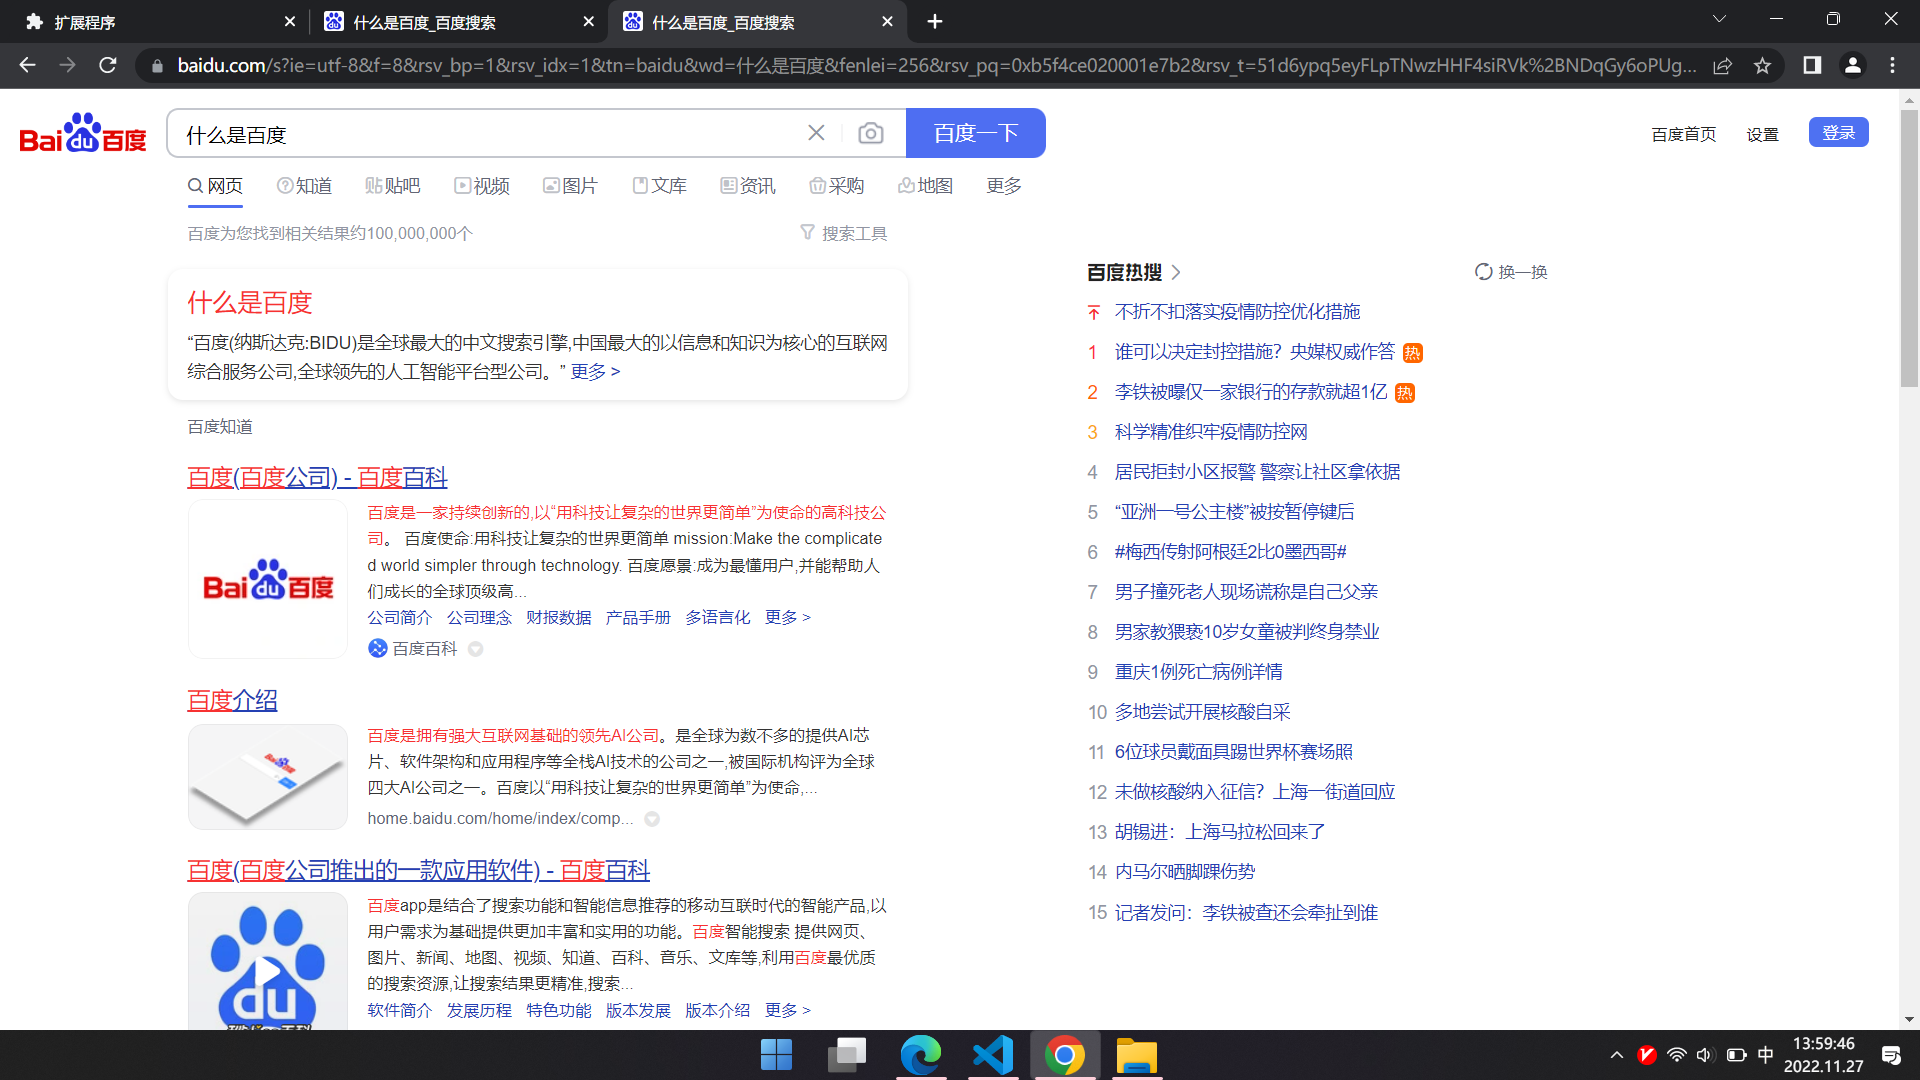 扩展程序
什么是百度_百度搜索
什么是百度_百度搜索
baidu.com/s?ie=utf-8&f=8&rsv_bp=1&rsv_idx=1&tn=baidu&wd=什么是百度&fenlei=256&rsv_pq=0xb5f4ce020001e7b2&rsv_t=51d6ypq5eyFLpTNwzHHF4siRVk%2BNDqGy6oPUg...
Bai du 百度
什么是百度
百度一下
百度首页 设置 登录
网页 知道 贴吧 视频 图片 文库 资讯 采购 地图 更多
百度为您找到相关结果约100,000,000个
搜索工具
什么是百度
“百度(纳斯达克:BIDU)是全球最大的中文搜索引擎,中国最大的以信息和知识为核心的互联网
综合服务公司,全球领先的人工智能平台型公司。” 更多 >
百度知道
百度(百度公司) - 百度百科
Bai du 百度
百度是一家持续创新的,以“用科技让复杂的世界更简单”为使命的高科技公
司。 百度使命:用科技让复杂的世界更简单 mission:Make the complicate
d world simpler through technology. 百度愿景:成为最懂用户,并能帮助人
们成长的全球顶级高...
公司简介 公司理念 财报数据 产品手册 多语言化 更多 >
百度百科
百度介绍
百度是拥有强大互联网基础的领先AI公司。是全球为数不多的提供AI芯
片、软件架构和应用程序等全栈AI技术的公司之一,被国际机构评为全球
四大AI公司之一。百度以“用科技让复杂的世界更简单”为使命,...
home.baidu.com/home/index/comp...
百度(百度公司推出的一款应用软件) - 百度百科
du
百度app是结合了搜索功能和智能信息推荐的移动互联时代的智能产品,以
用户需求为基础提供更加丰富和实用的功能。百度智能搜索 提供网页、
图片、新闻、地图、视频、知道、百科、音乐、文库等,利用百度最优质
的搜索资源,让搜索结果更精准,搜索...
软件简介 发展历程 特色功能 版本发展 版本介绍 更多 >
百度热搜
换一换
不折不扣落实疫情防控优化措施
1 谁可以决定封控措施？央媒权威作答 热
2 李铁被曝仅一家银行的存款就超1亿 热
3 科学精准织牢疫情防控网
4 居民拒封小区报警 警察让社区拿依据
5 “亚洲一号公主楼”被按暂停键后
6 #梅西传射阿根廷2比0墨西哥#
7 男子撞死老人现场谎称是自己父亲
8 男家教猥亵10岁女童被判终身禁业
9 重庆1例死亡病例详情
10 多地尝试开展核酸自采
11 6位球员戴面具踢世界杯赛场照
12 未做核酸纳入征信？上海一街道回应
13 胡锡进：上海马拉松回来了
14 内马尔晒脚踝伤势
15 记者发问：李铁被查还会牵扯到谁
中
13:59:46
2022.11.27